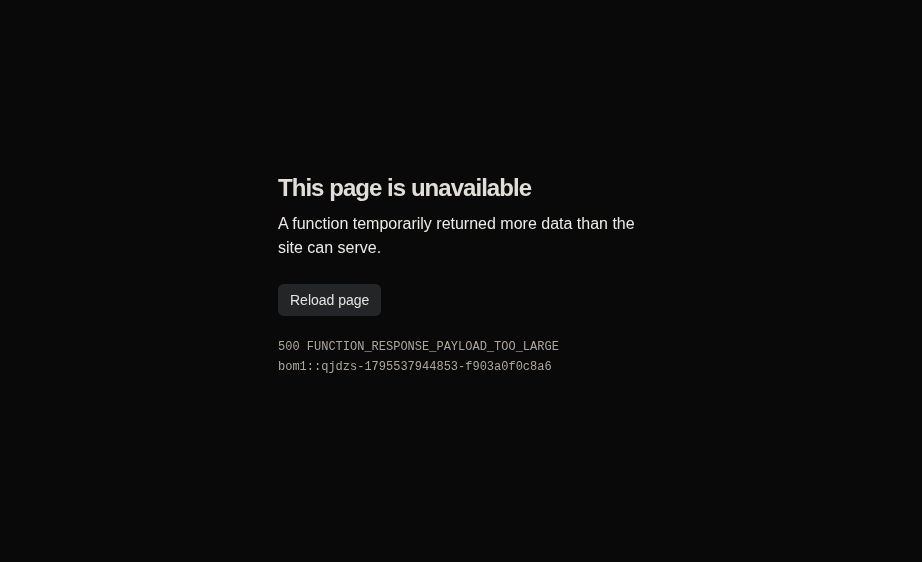 This page is unavailable
A function temporarily returned more data than the
site can serve.
Reload page
500 FUNCTION_RESPONSE_PAYLOAD_TOO_LARGE
bom1::qjdzs-1795537944853-f903a0f0c8a6